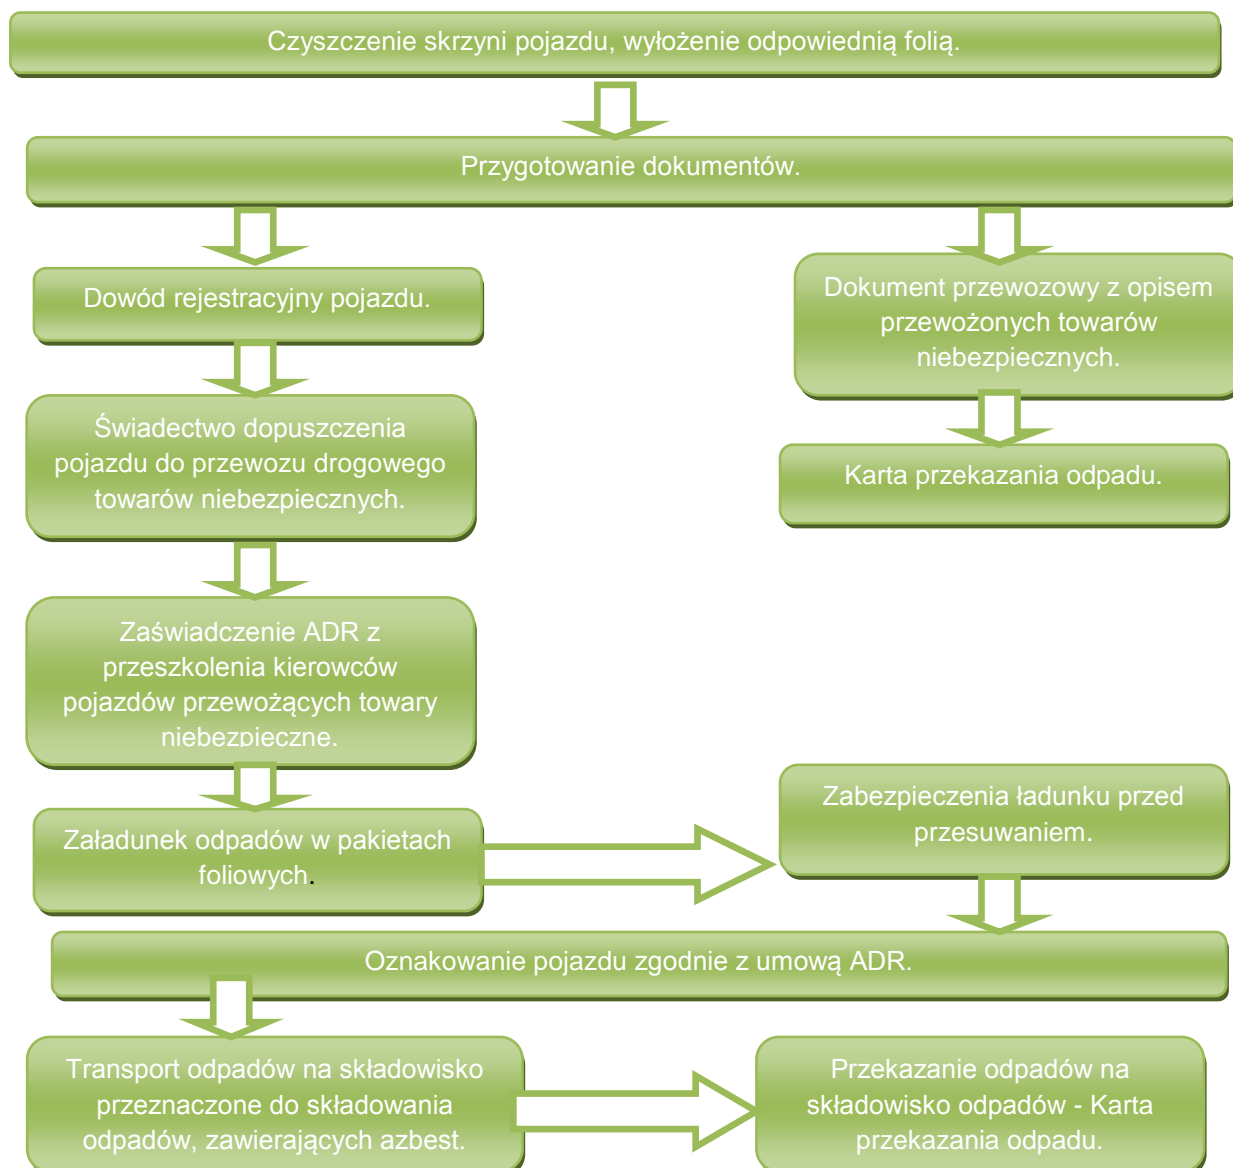 Czyszczenie skrzyni pojazdu, wyłożenie odpowiednią folią.
Przygotowanie dokumentów.
Dowód rejestracyjny pojazdu.
Dokument przewozowy z opisem
przewożonych towarów
niebezpiecznych.
Świadectwo dopuszczenia
pojazdu do przewozu drogowego
towarów niebezpiecznych.
Karta przekazania odpadu.
Zaświadczenie ADR z
przeszkolenia kierowców
pojazdów przewożących towary
niebezpieczne.
Załadunek odpadów w pakietach
foliowych.
Zabezpieczenia ładunku przed
przesuwaniem.
Oznakowanie pojazdu zgodnie z umową ADR.
Transport odpadów na składowisko
przeznaczone do składowania
odpadów, zawierających azbest.
Przekazanie odpadów na
składowisko odpadów - Karta
przekazania odpadu.